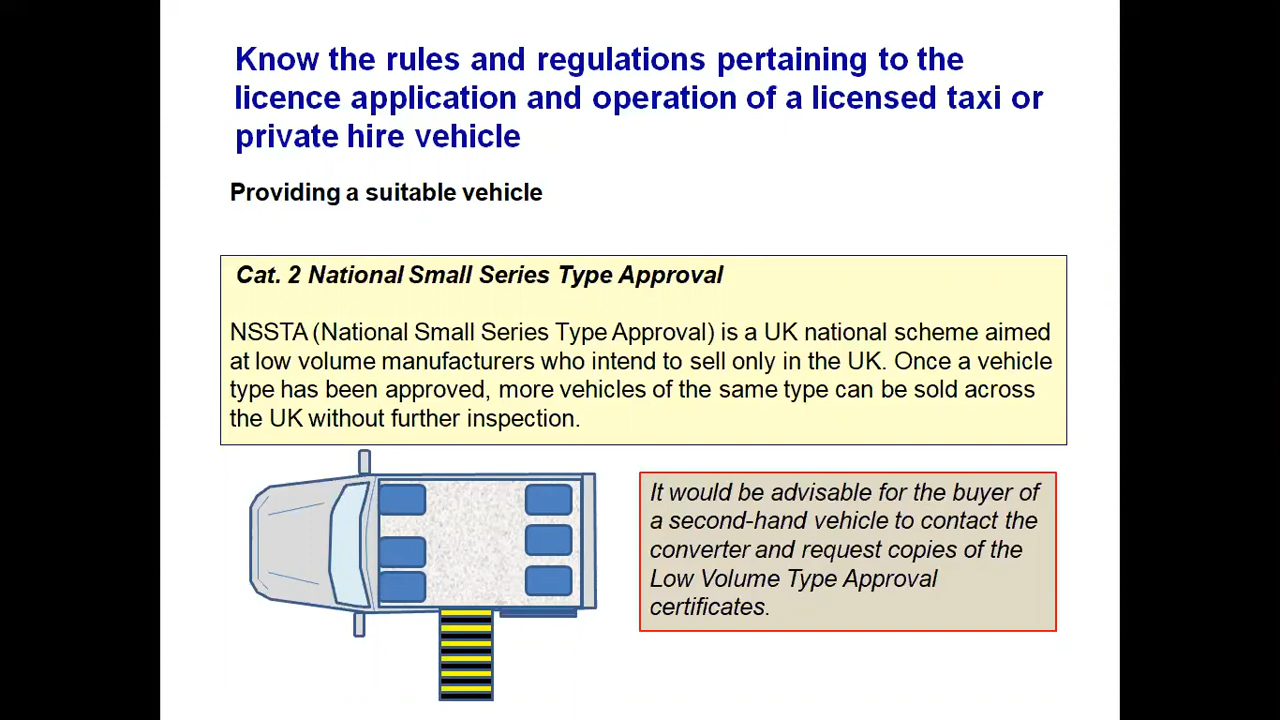 Know the rules and regulations pertaining to the
licence application and operation of a licensed taxi or
private hire vehicle
Providing a suitable vehicle
Cat. 2 National Small Series Type Approval
NSSTA (National Small Series Type Approval) is a UK national scheme aimed
at low volume manufacturers who intend to sell only in the UK. Once a vehicle
type has been approved, more vehicles of the same type can be sold across
the UK without further inspection.
It would be advisable for the buyer of
a second-hand vehicle to contact the
converter and request copies of the
Low Volume Type Approval
certificates.